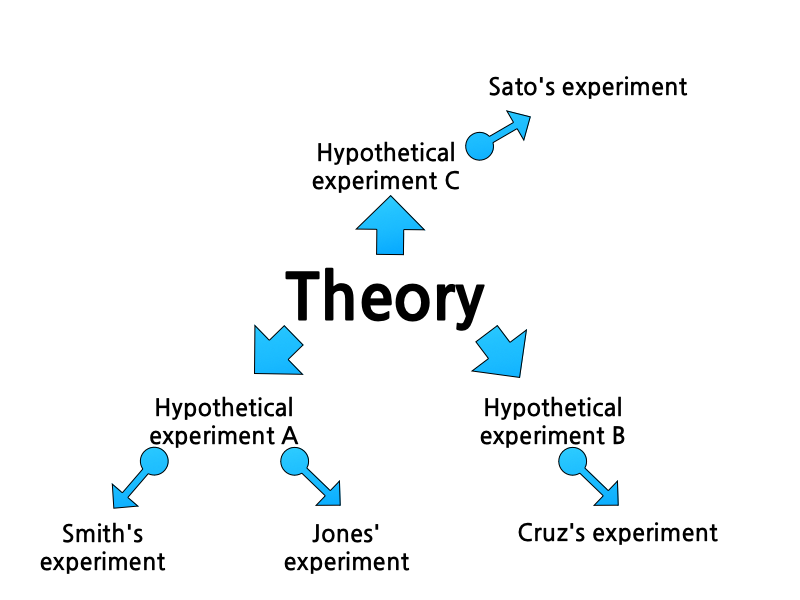 Sato's experiment
Hypothetical
experiment C
Theory
Hypothetical
experiment A
Hypothetical
experiment B
Smith's
experiment
Jones'
experiment
Cruz's experiment